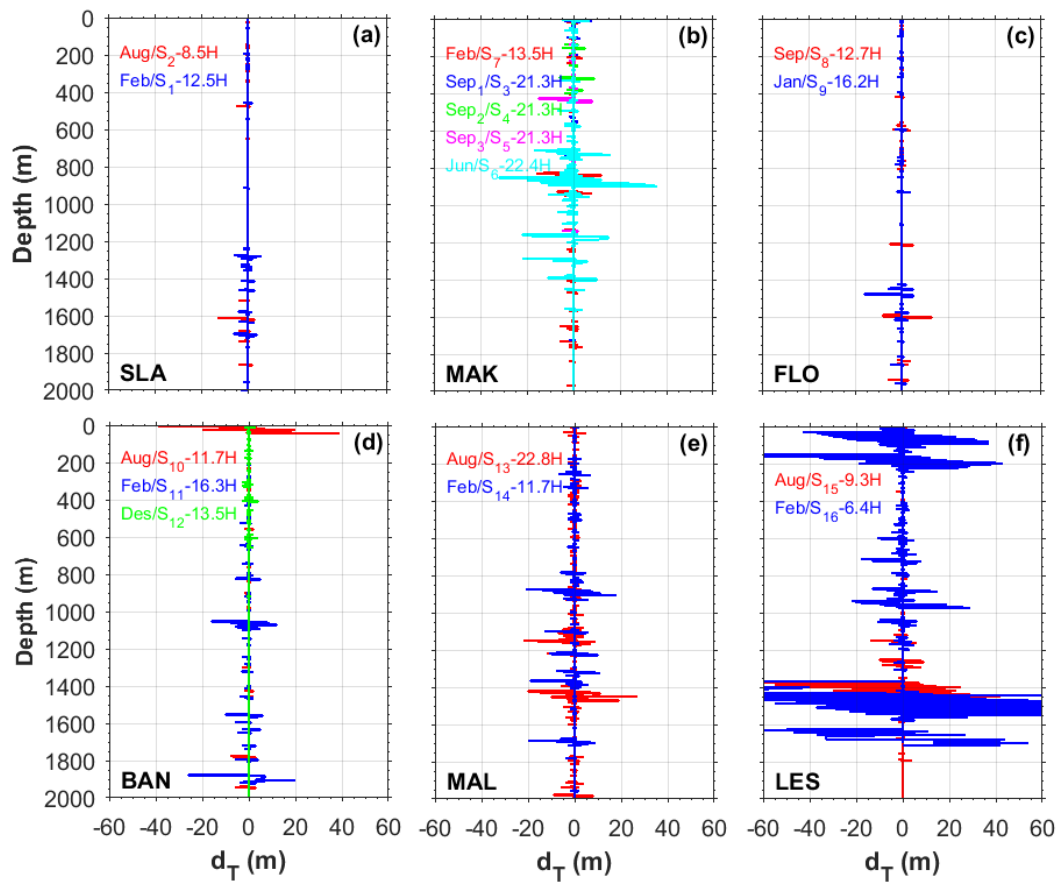 (a)
Aug/S₂-8.5H
Feb/S₁-12.5H
SLA
0
200
400
600
800
1000
1200
1400
1600
1800
2000
Depth (m)
(b)
Feb/S₇-13.5H
Sep₁/S₃-21.3H
Sep₂/S₄-21.3H
Sep₃/S₅-21.3H
Jun/S₆-22.4H
MAK
(c)
Sep/S₈-12.7H
Jan/S₉-16.2H
FLO
(d)
Aug/S₁₀-11.7H
Feb/S₁₁-16.3H
Des/S₁₂-13.5H
BAN
0
200
400
600
800
1000
1200
1400
1600
1800
2000
Depth (m)
-60 -40 -20 0 20 40 60
d_T (m)
(e)
Aug/S₁₃-22.8H
Feb/S₁₄-11.7H
MAL
-40 -20 0 20 40 60
d_T (m)
(f)
Aug/S₁₅-9.3H
Feb/S₁₆-6.4H
LES
-60 -40 -20 0 20 40 60
d_T (m)